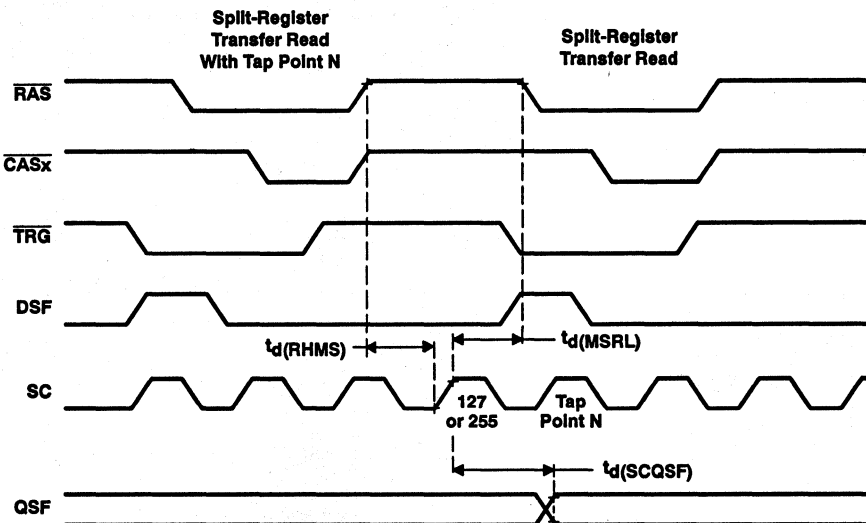 Split-Register
Transfer Read
With Tap Point N
Split-Register
Transfer Read
RAS
CASx
TRG
DSF
td(RHMS)
td(MSRL)
SC
127
or 255
Tap
Point N
td(SCQSF)
QSF